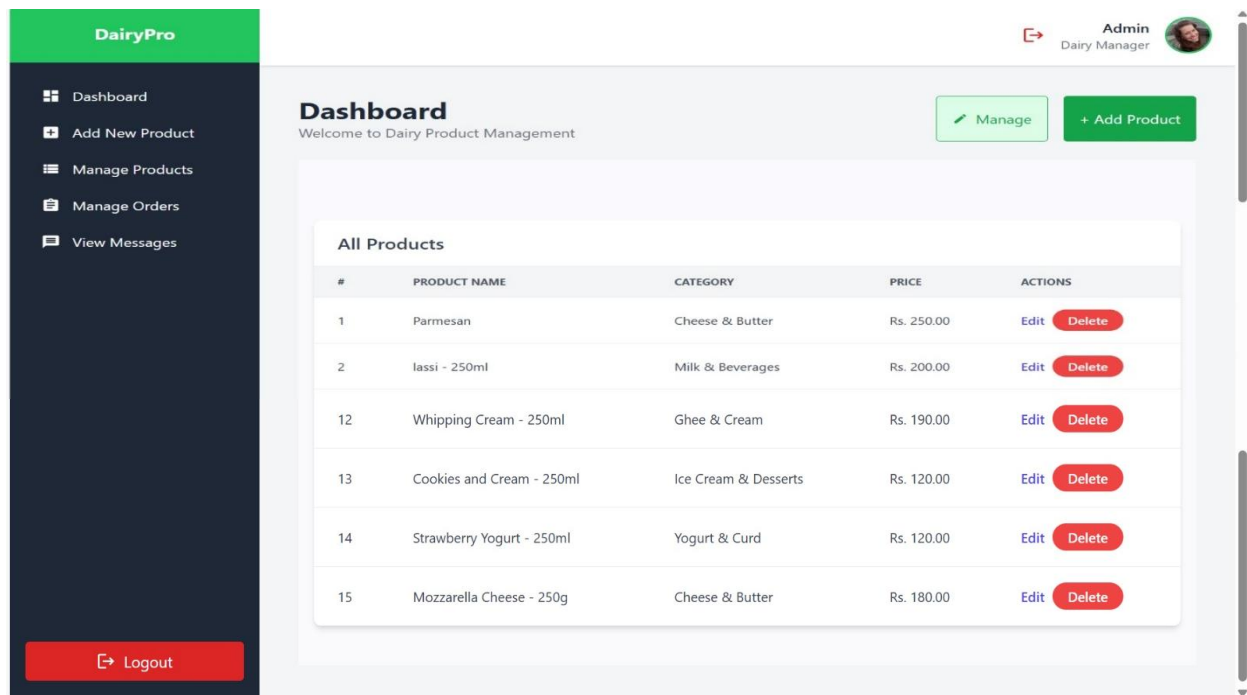 DairyPro
Admin
Dairy Manager
Dashboard
Add New Product
Manage Products
Manage Orders
View Messages
Logout
Dashboard
Welcome to Dairy Product Management
Manage
+ Add Product
All Products
# PRODUCT NAME CATEGORY PRICE ACTIONS
1 Parmesan Cheese & Butter Rs. 250.00 Edit Delete
2 lassi - 250ml Milk & Beverages Rs. 200.00 Edit Delete
12 Whipping Cream - 250ml Ghee & Cream Rs. 190.00 Edit Delete
13 Cookies and Cream - 250ml Ice Cream & Desserts Rs. 120.00 Edit Delete
14 Strawberry Yogurt - 250ml Yogurt & Curd Rs. 120.00 Edit Delete
15 Mozzarella Cheese - 250g Cheese & Butter Rs. 180.00 Edit Delete